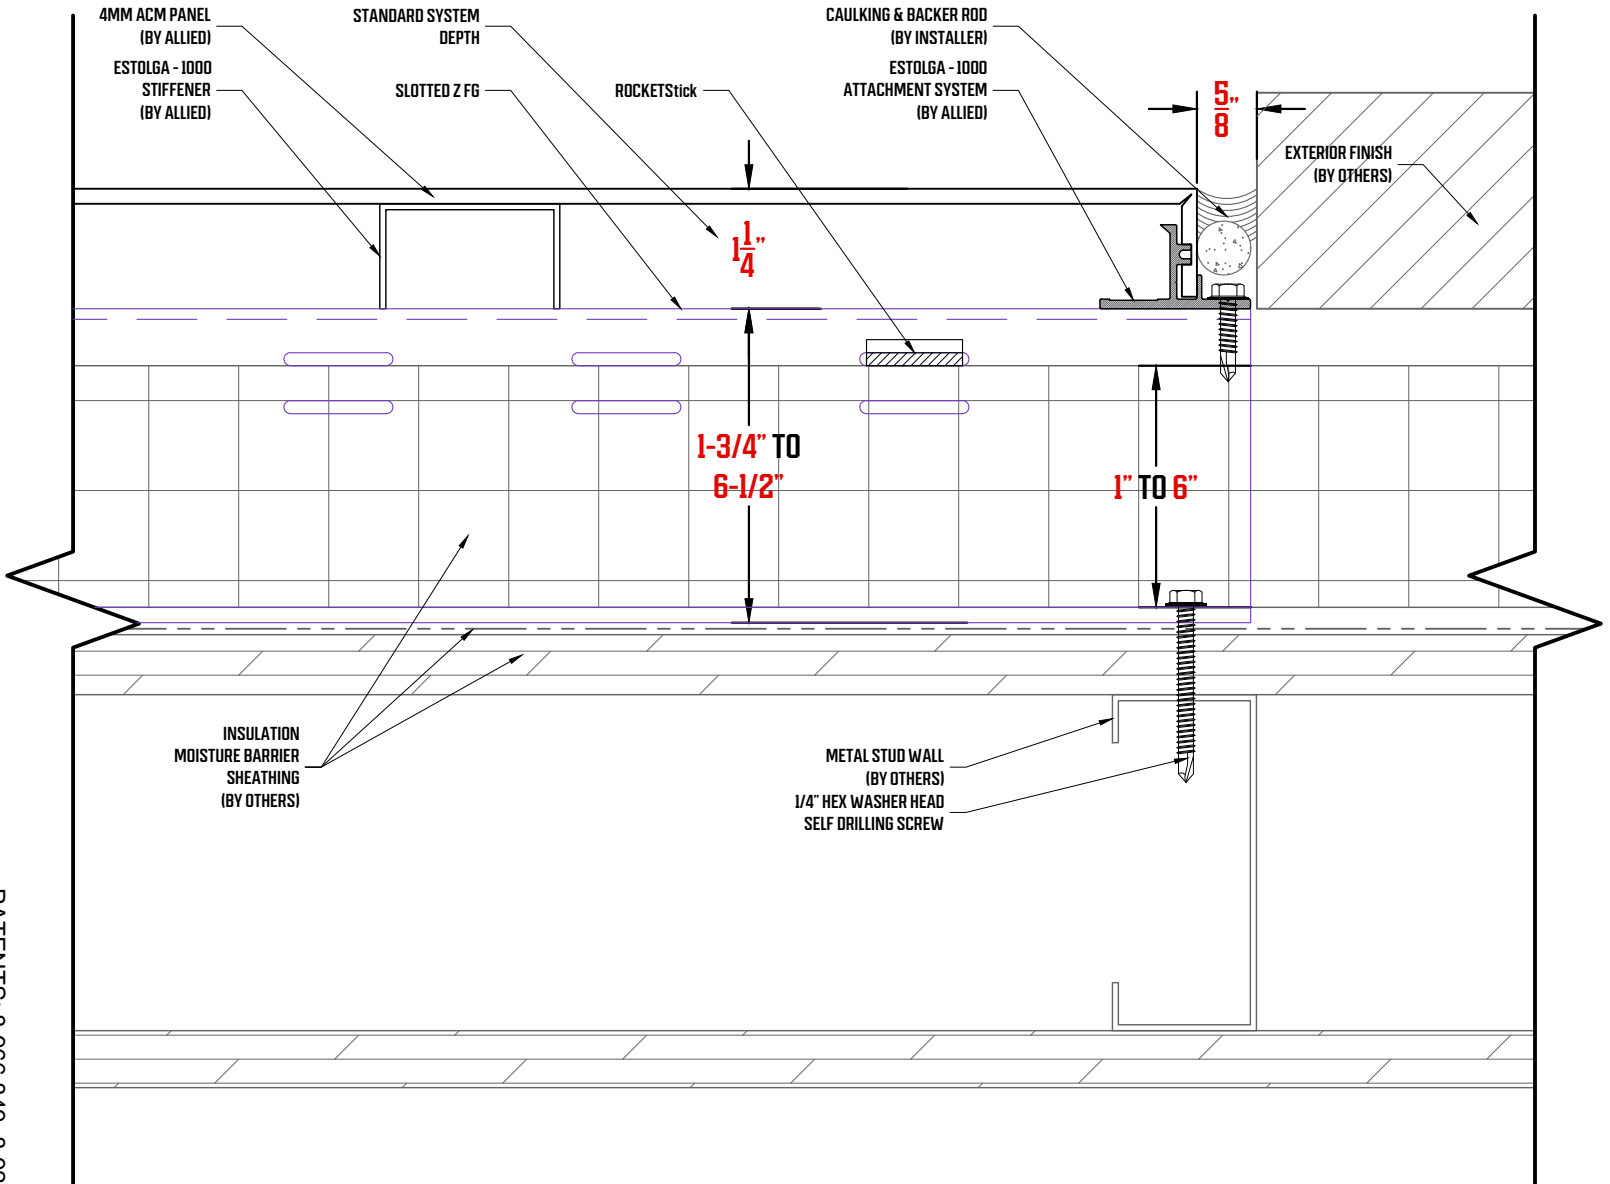 4MM ACM PANEL
(BY ALLIED)
ESTOLGA - 1000
STIFFENER
(BY ALLIED)
STANDARD SYSTEM
DEPTH
SLOTTED Z FG
ROCKETStick
CAULKING & BACKER ROD
(BY INSTALLER)
ESTOLGA - 1000
ATTACHMENT SYSTEM
(BY ALLIED)
5/8"
EXTERIOR FINISH
(BY OTHERS)
1 1/4"
1-3/4" TO
6-1/2"
1" TO 6"
INSULATION
MOISTURE BARRIER
SHEATHING
(BY OTHERS)
METAL STUD WALL
(BY OTHERS)
1/4" HEX WASHER HEAD
SELF DRILLING SCREW